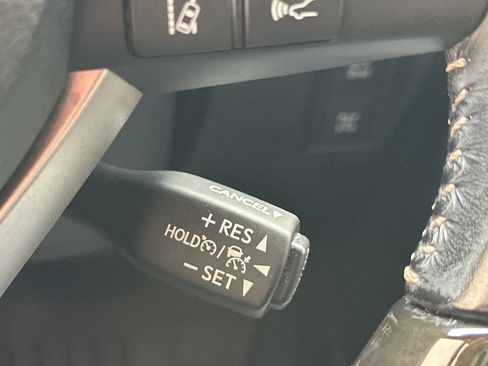 CANCEL
+ RES
HOLD /
− SET